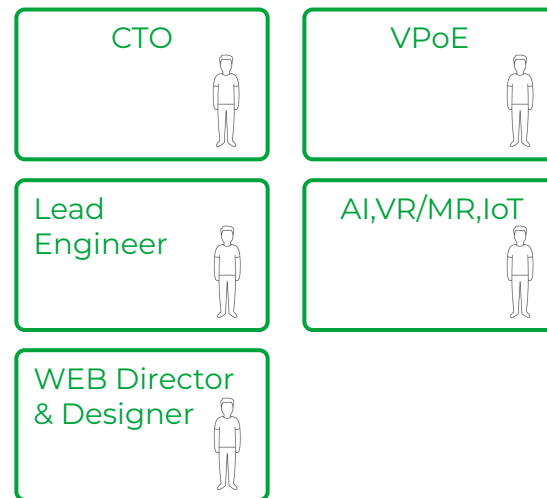 CTO
VPoE
Lead
Engineer
AI,VR/MR,IoT
WEB Director
& Designer